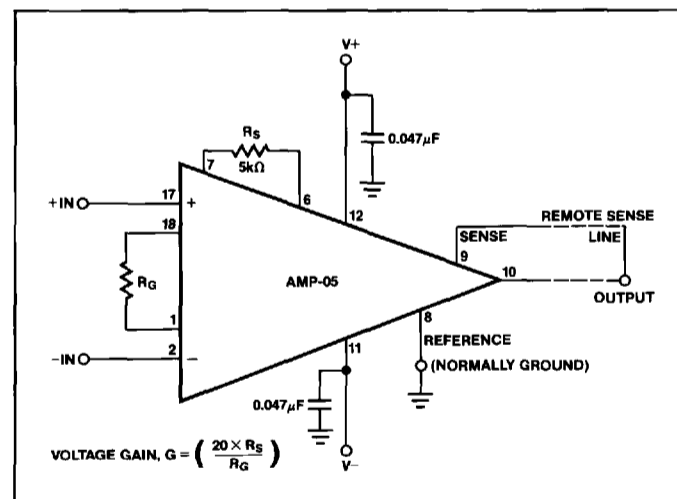 V+
RS
5kΩ
0.047µF
7
6
12
+IN
17
+
18
REMOTE SENSE
SENSE
LINE
9
10
RG
AMP-05
OUTPUT
1
8
REFERENCE
-IN
2
−
11
(NORMALLY GROUND)
0.047µF
VOLTAGE GAIN, G = ( 20 × RS / RG )
V−